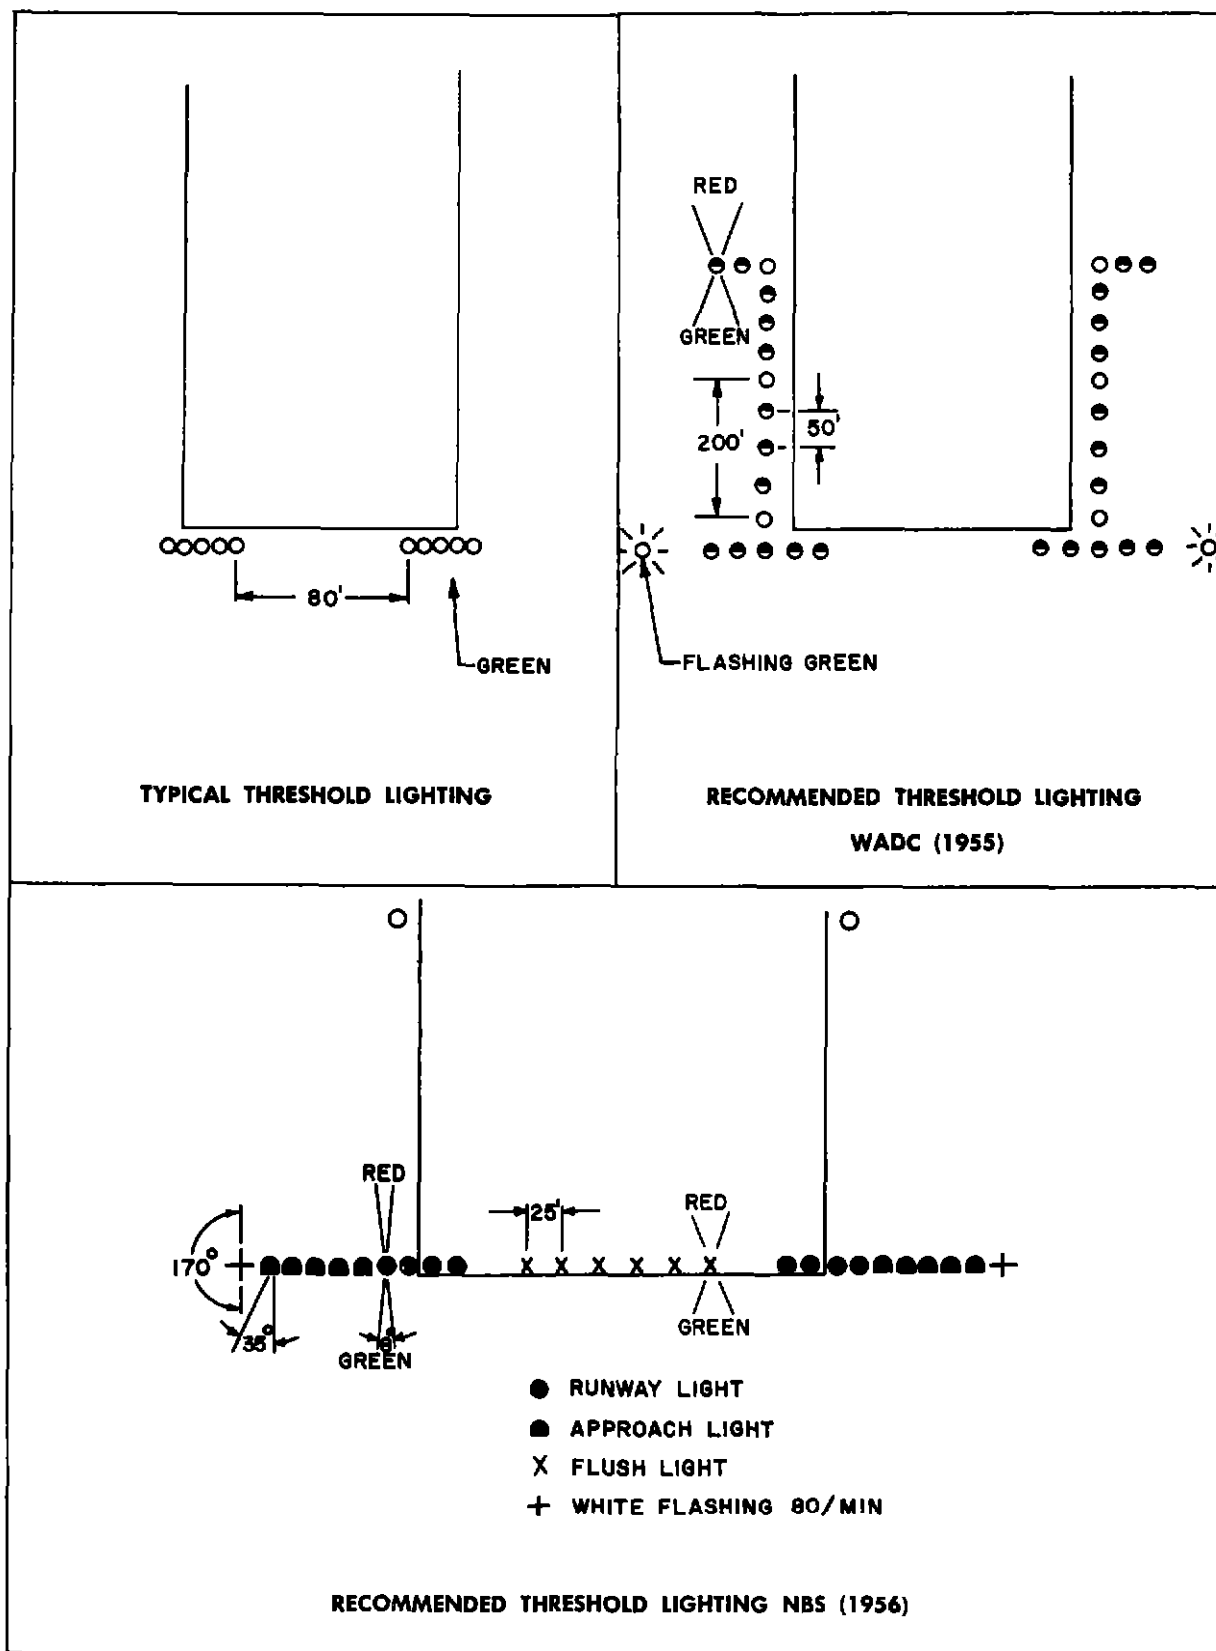 80'
GREEN
TYPICAL THRESHOLD LIGHTING
RED
GREEN
200'
50'
FLASHING GREEN
RECOMMENDED THRESHOLD LIGHTING
WADC (1955)
RED
25'
RED
170°
35°
8°
GREEN
GREEN
RUNWAY LIGHT
APPROACH LIGHT
X FLUSH LIGHT
+ WHITE FLASHING 80/MIN
RECOMMENDED THRESHOLD LIGHTING NBS (1956)